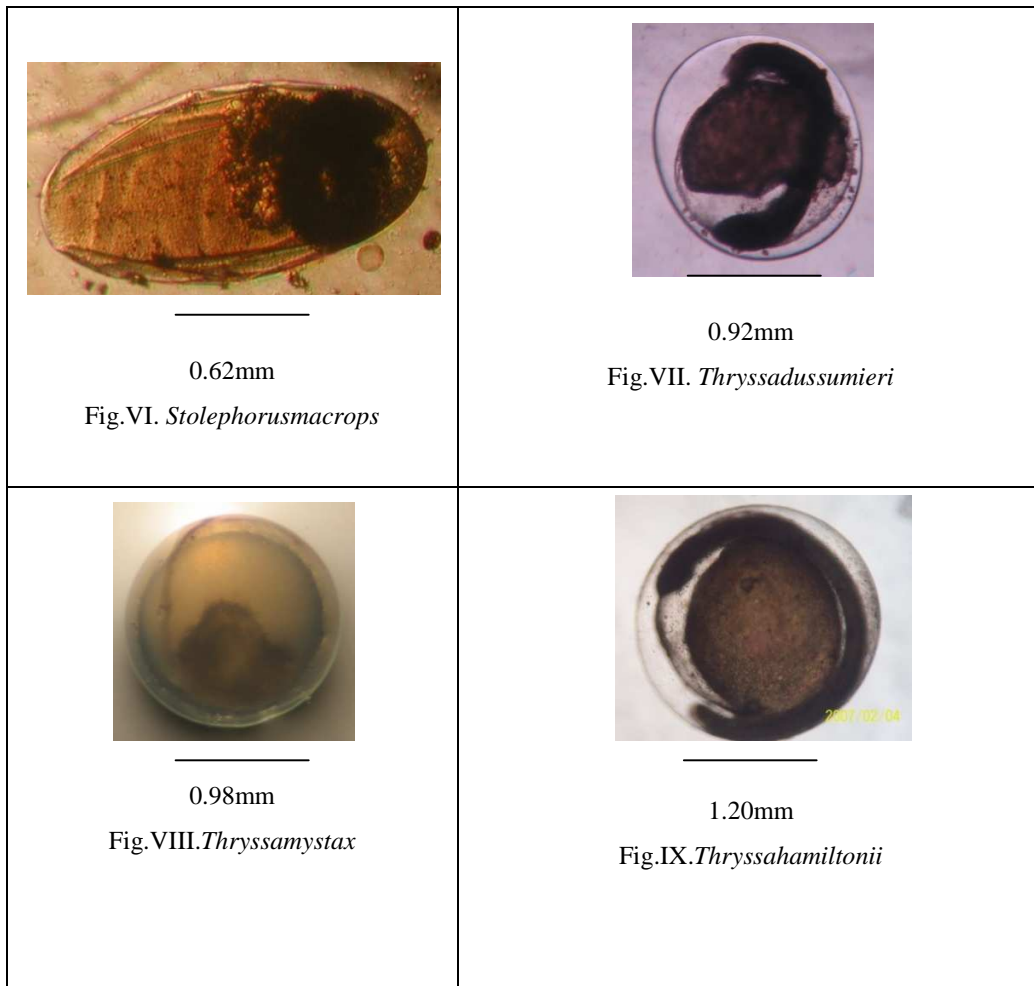 0.62mm
Fig.VI. Stolephorusmacrops
0.92mm
Fig.VII. Thryssadussumieri
0.98mm
Fig.VIII.Thryssamystax
2007/02/04
1.20mm
Fig.IX.Thryssahamiltonii